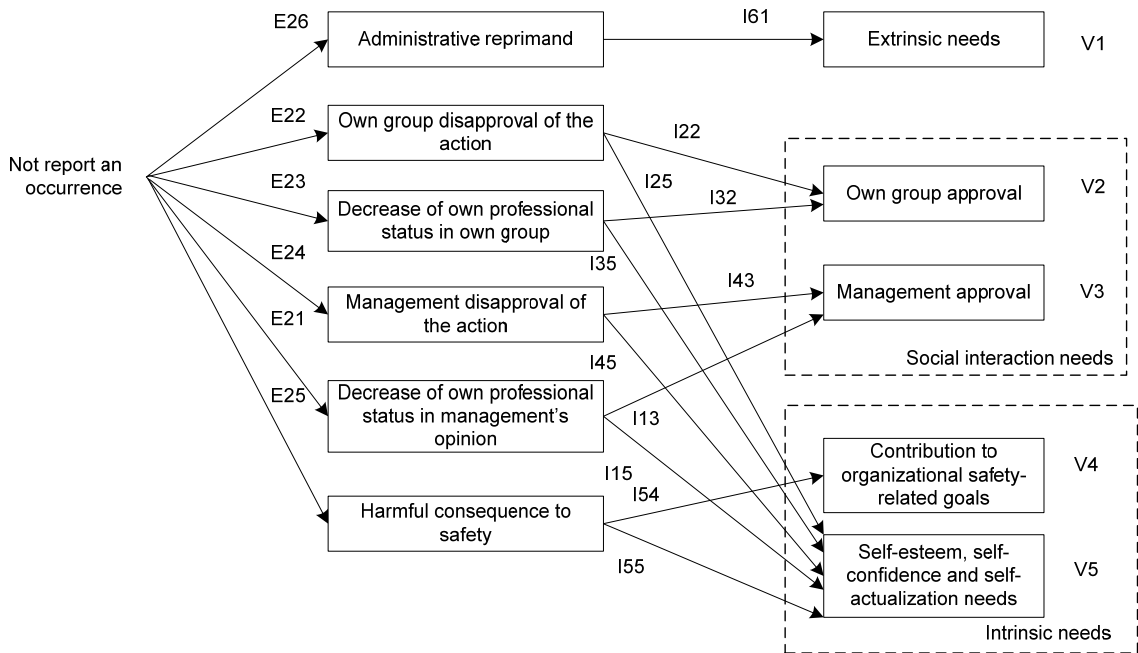 E26
Administrative reprimand
I61
Extrinsic needs
V1
E22
Own group disapproval of the
action
I22
Not report an
occurrence
E23
Decrease of own professional
status in own group
I25
I32
Own group approval
V2
E24
I35
Management disapproval of
the action
I43
Management approval
V3
E21
Social interaction needs
I45
E25
Decrease of own professional
status in management's
opinion
I13
Contribution to
organizational safety-
related goals
V4
I15
I54
Harmful consequence to
safety
I55
Self-esteem, self-
confidence and self-
actualization needs
V5
Intrinsic needs